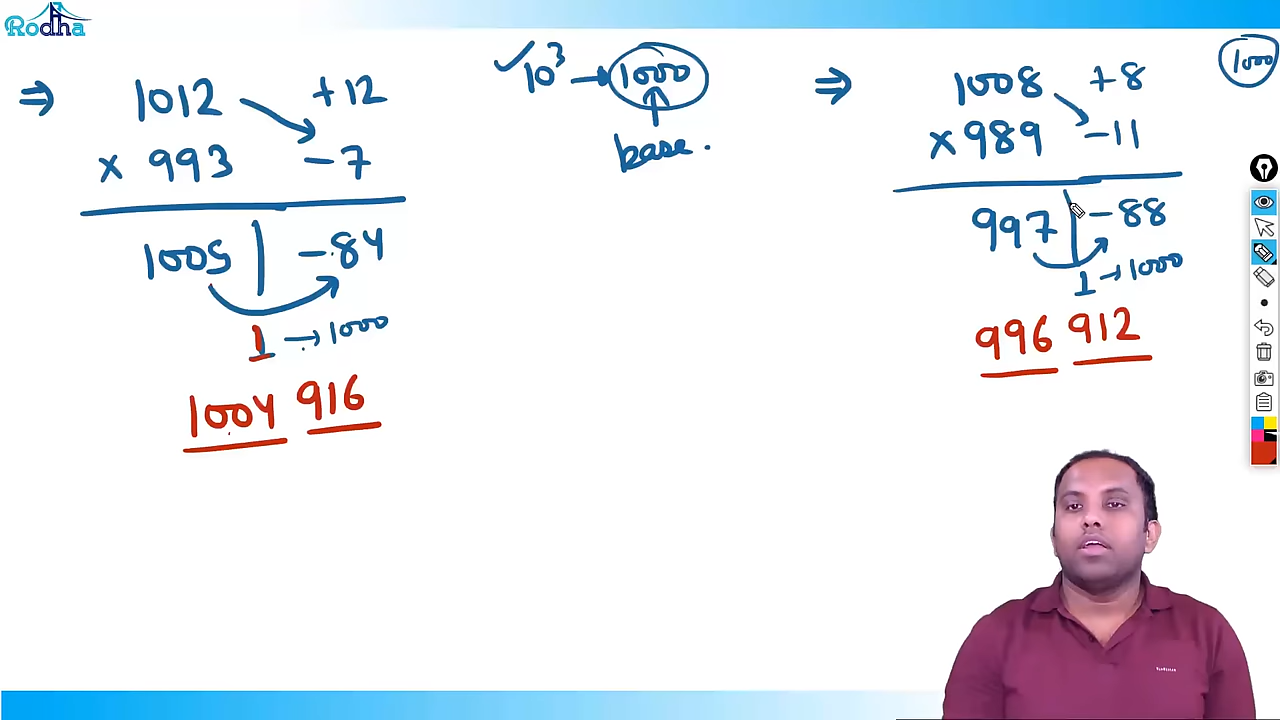 Rodha
⇒ 1012 +12
× 993 -7
1005 | -84
1 → 1000
1004 916
✓10³ → 1000
base.
1000
⇒ 1008 +8
× 989 -11
997 | -88
1 → 1000
996 912